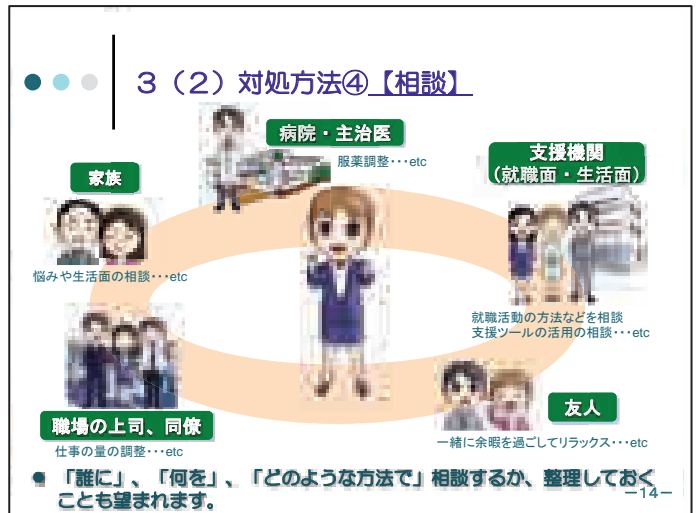 3（2）対処方法④【相談】
病院・主治医
服薬調整･･･etc
支援機関
（就職面・生活面）
家族
悩みや生活面の相談･･･etc
就職活動の方法などを相談
支援ツールの活用の相談･･･etc
職場の上司、同僚
仕事の量の調整･･･etc
友人
一緒に余暇を過ごしてリラックス･･･etc
● 「誰に」、「何を」、「どのような方法で」相談するか、整理しておく
ことも望まれます。
－14－